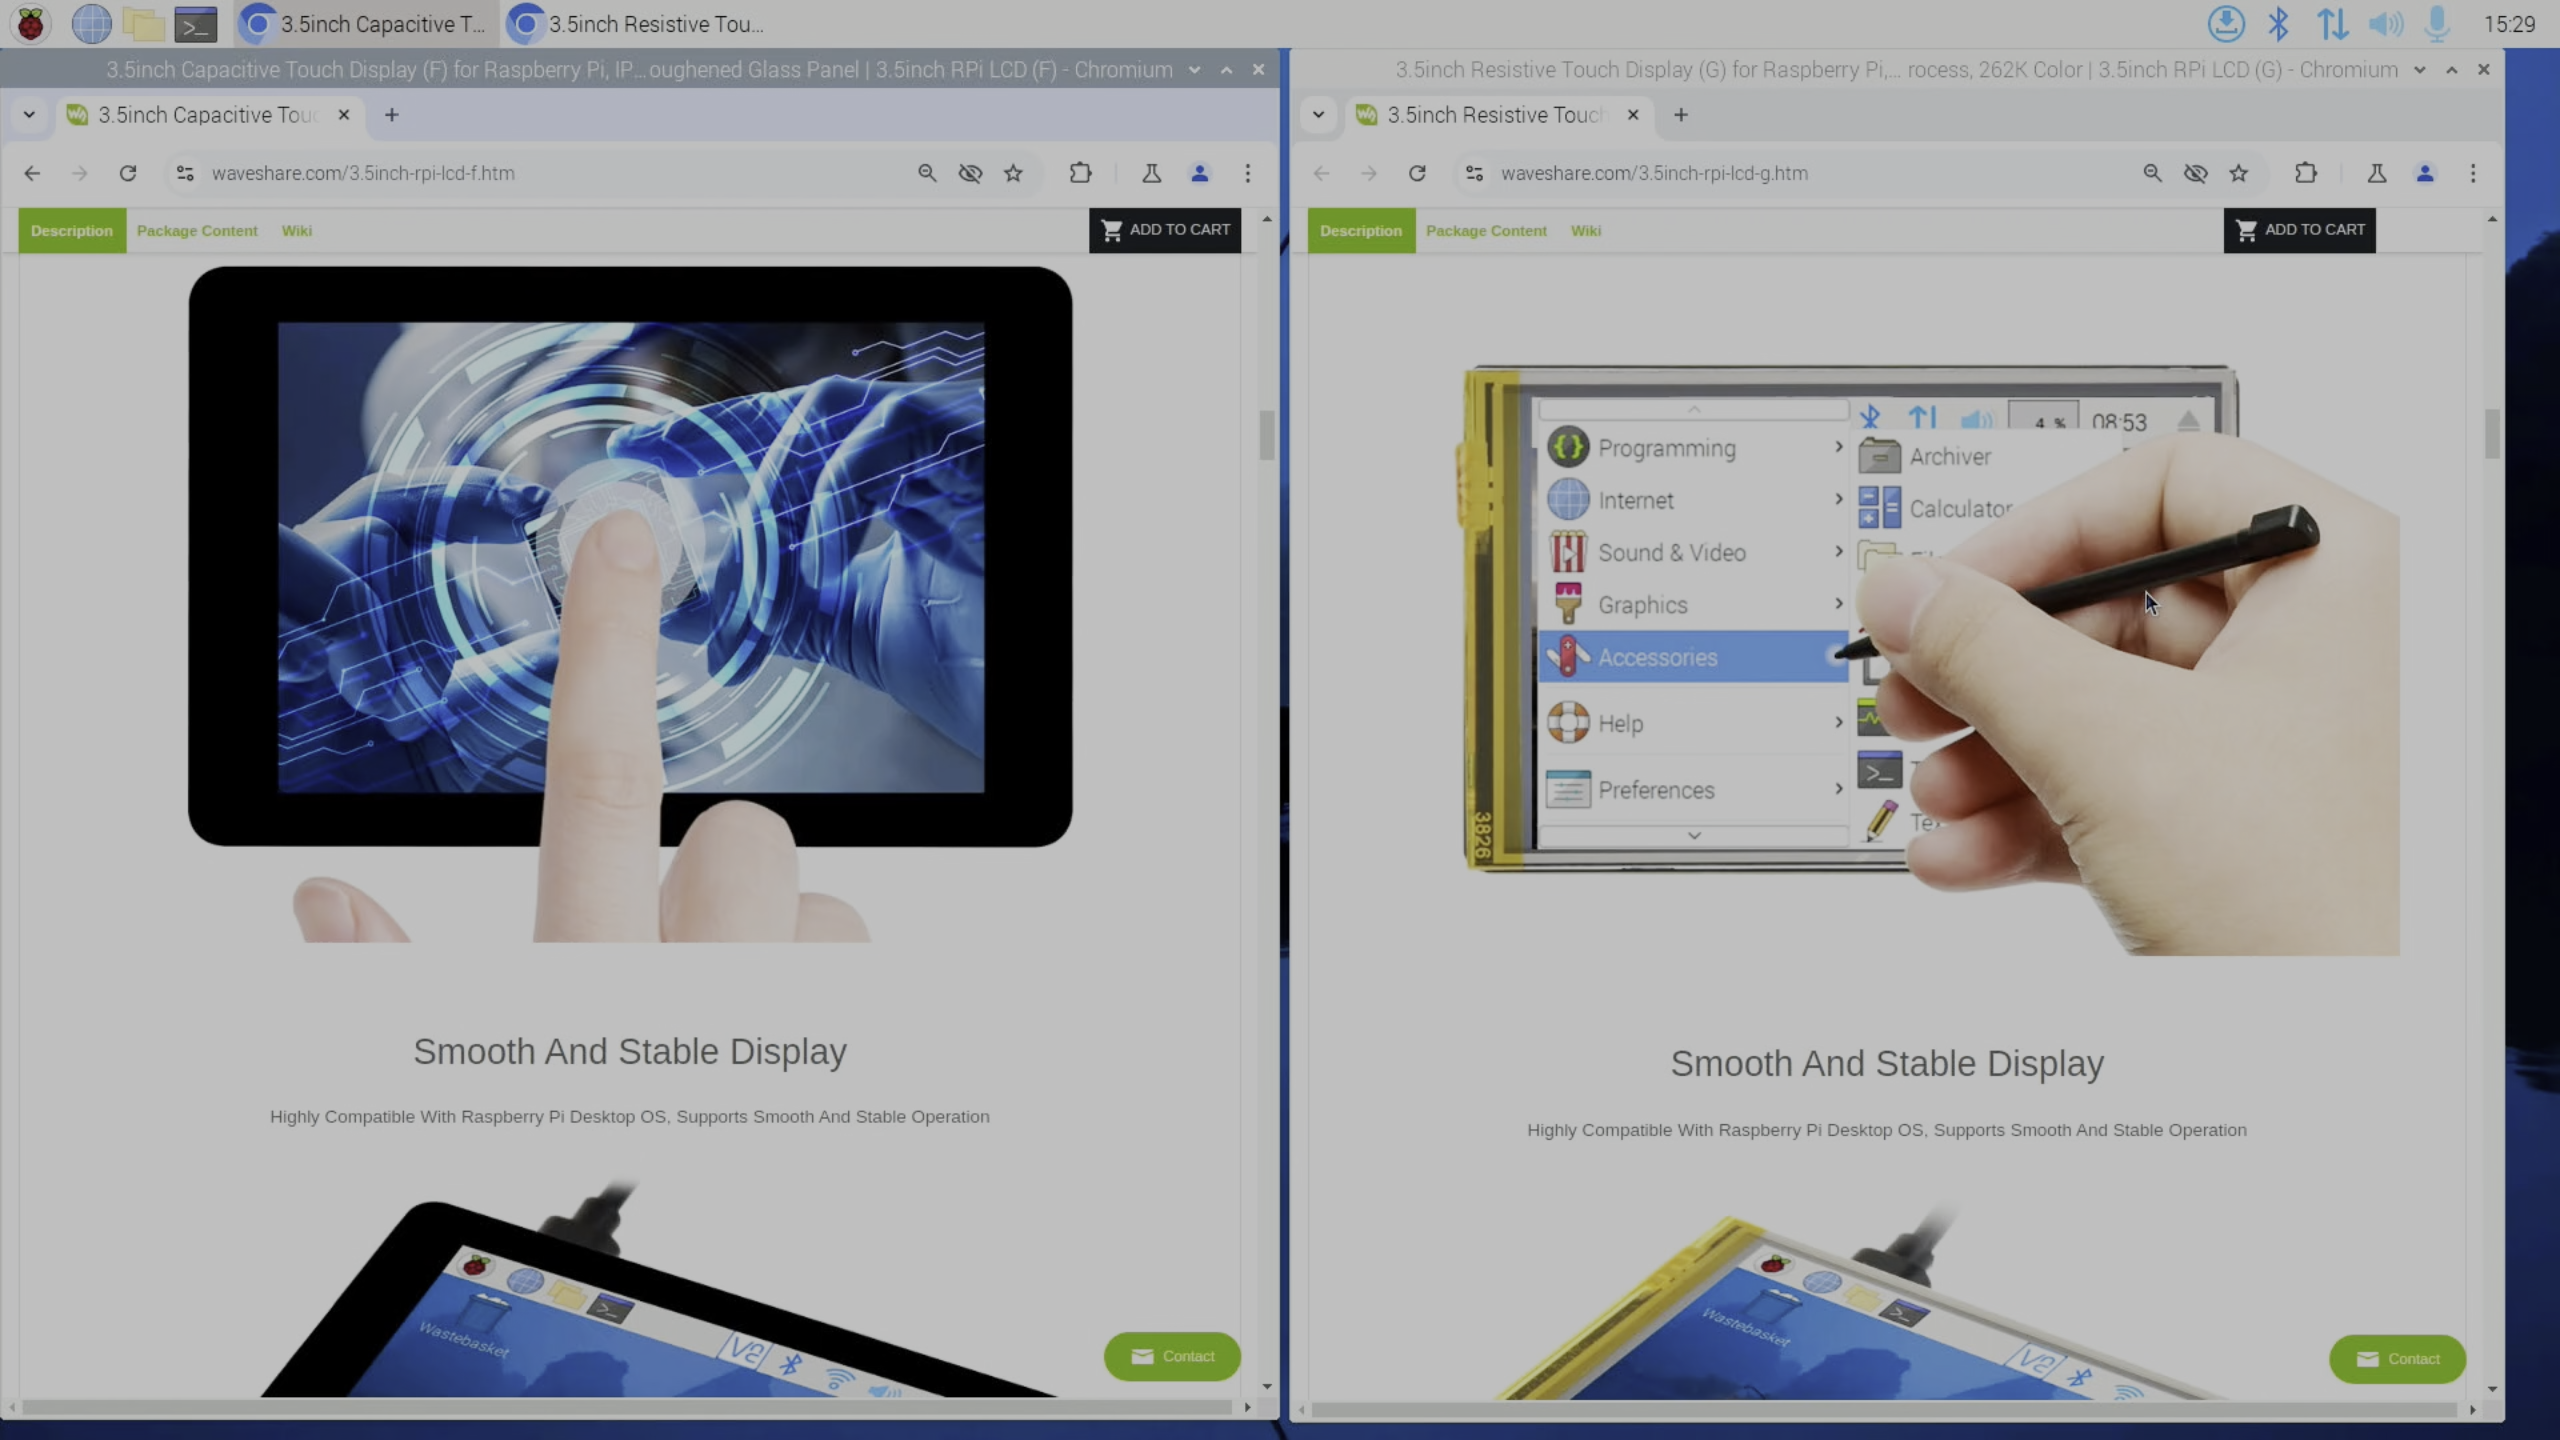 3.5inch Capacitive T...
3.5inch Resistive Tou...
15:29
3.5inch Capacitive Touch Display (F) for Raspberry Pi, IP...oughened Glass Panel | 3.5inch RPi LCD (F) - Chromium
3.5inch Capacitive Touc
waveshare.com/3.5inch-rpi-lcd-f.htm
Description
Package Content
Wiki
ADD TO CART
Smooth And Stable Display
Highly Compatible With Raspberry Pi Desktop OS, Supports Smooth And Stable Operation
Wastebasket
Contact
3.5inch Resistive Touch Display (G) for Raspberry Pi,... rocess, 262K Color | 3.5inch RPi LCD (G) - Chromium
3.5inch Resistive Touch
waveshare.com/3.5inch-rpi-lcd-g.htm
Description
Package Content
Wiki
ADD TO CART
4 %
08:53
Programming
Archiver
Internet
Calculator
Sound & Video
Graphics
Accessories
Help
Preferences
3826
Smooth And Stable Display
Highly Compatible With Raspberry Pi Desktop OS, Supports Smooth And Stable Operation
Wastebasket
Contact